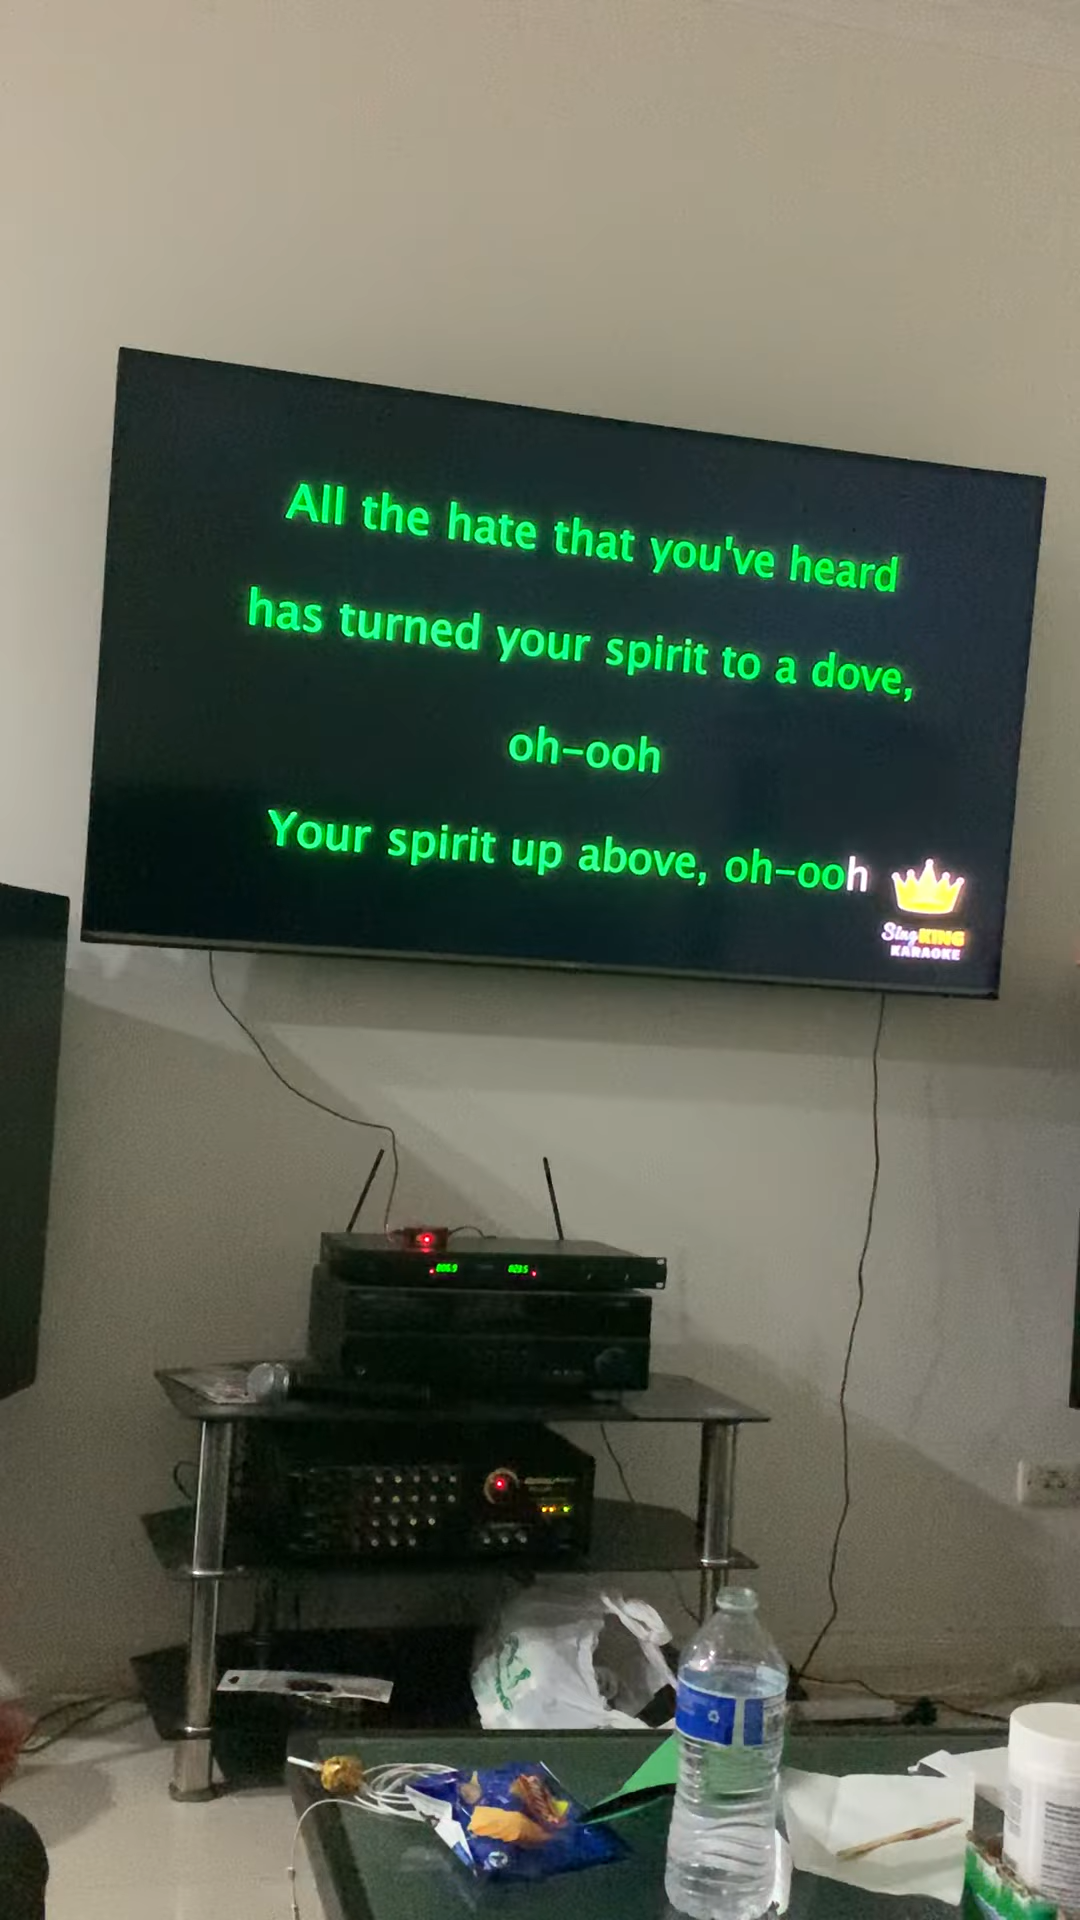 All the hate that you've heard
has turned your spirit to a dove,
oh-ooh
Your spirit up above, oh-ooh
Sing KING
KARAOKE